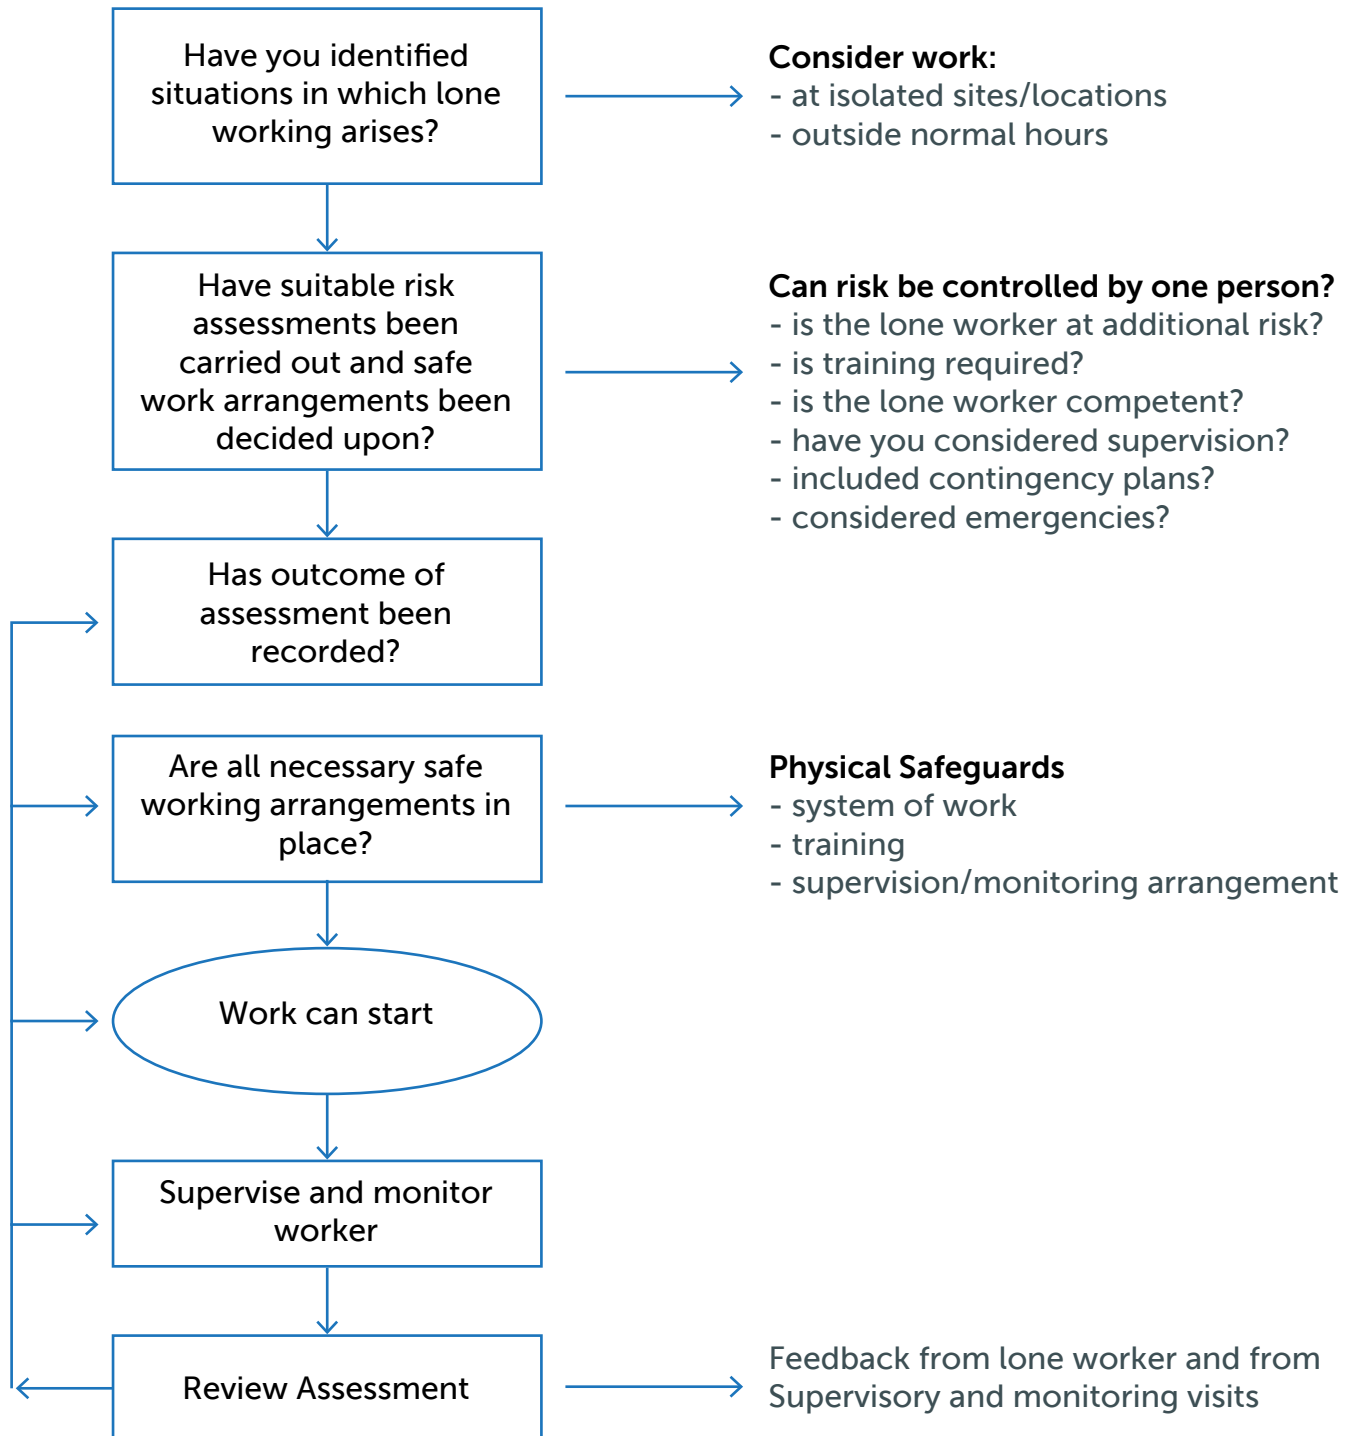 Have you identified
situations in which lone
working arises?
Consider work:
- at isolated sites/locations
- outside normal hours
Have suitable risk
assessments been
carried out and safe
work arrangements been
decided upon?
Can risk be controlled by one person?
- is the lone worker at additional risk?
- is training required?
- is the lone worker competent?
- have you considered supervision?
- included contingency plans?
- considered emergencies?
Has outcome of
assessment been
recorded?
Are all necessary safe
working arrangements in
place?
Physical Safeguards
- system of work
- training
- supervision/monitoring arrangement
Work can start
Supervise and monitor
worker
Review Assessment
Feedback from lone worker and from
Supervisory and monitoring visits